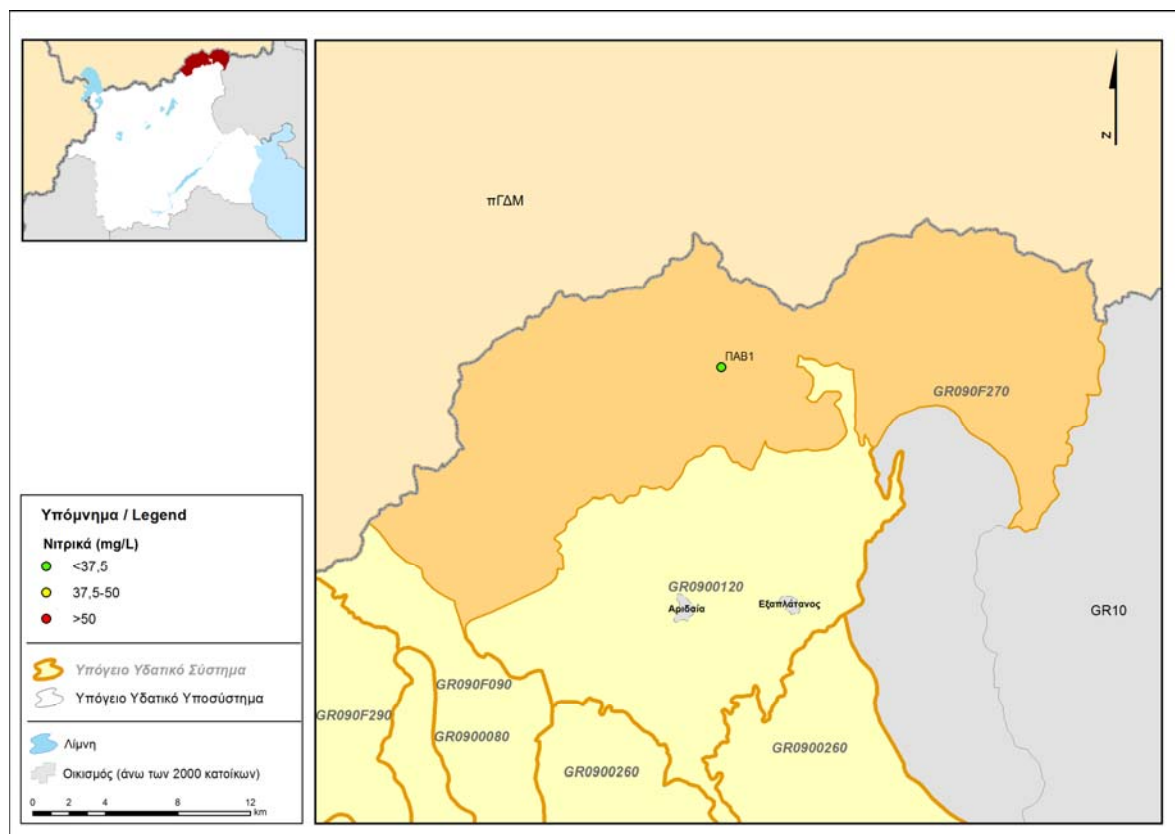 πΓΔΜ
ΠΑΒ1
GR090F270
GR0900120
Αριδαία
Εξαπλάτανος
GR10
GR090F090
GR090F290
GR0900080
GR0900260
GR0900260
N
Υπόμνημα / Legend
Νιτρικά (mg/L)
<37,5
37,5-50
>50
Υπόγειο Υδατικό Σύστημα
Υπόγειο Υδατικό Υποσύστημα
Λίμνη
Οικισμός (άνω των 2000 κατοίκων)
0 2 4 8 12
km